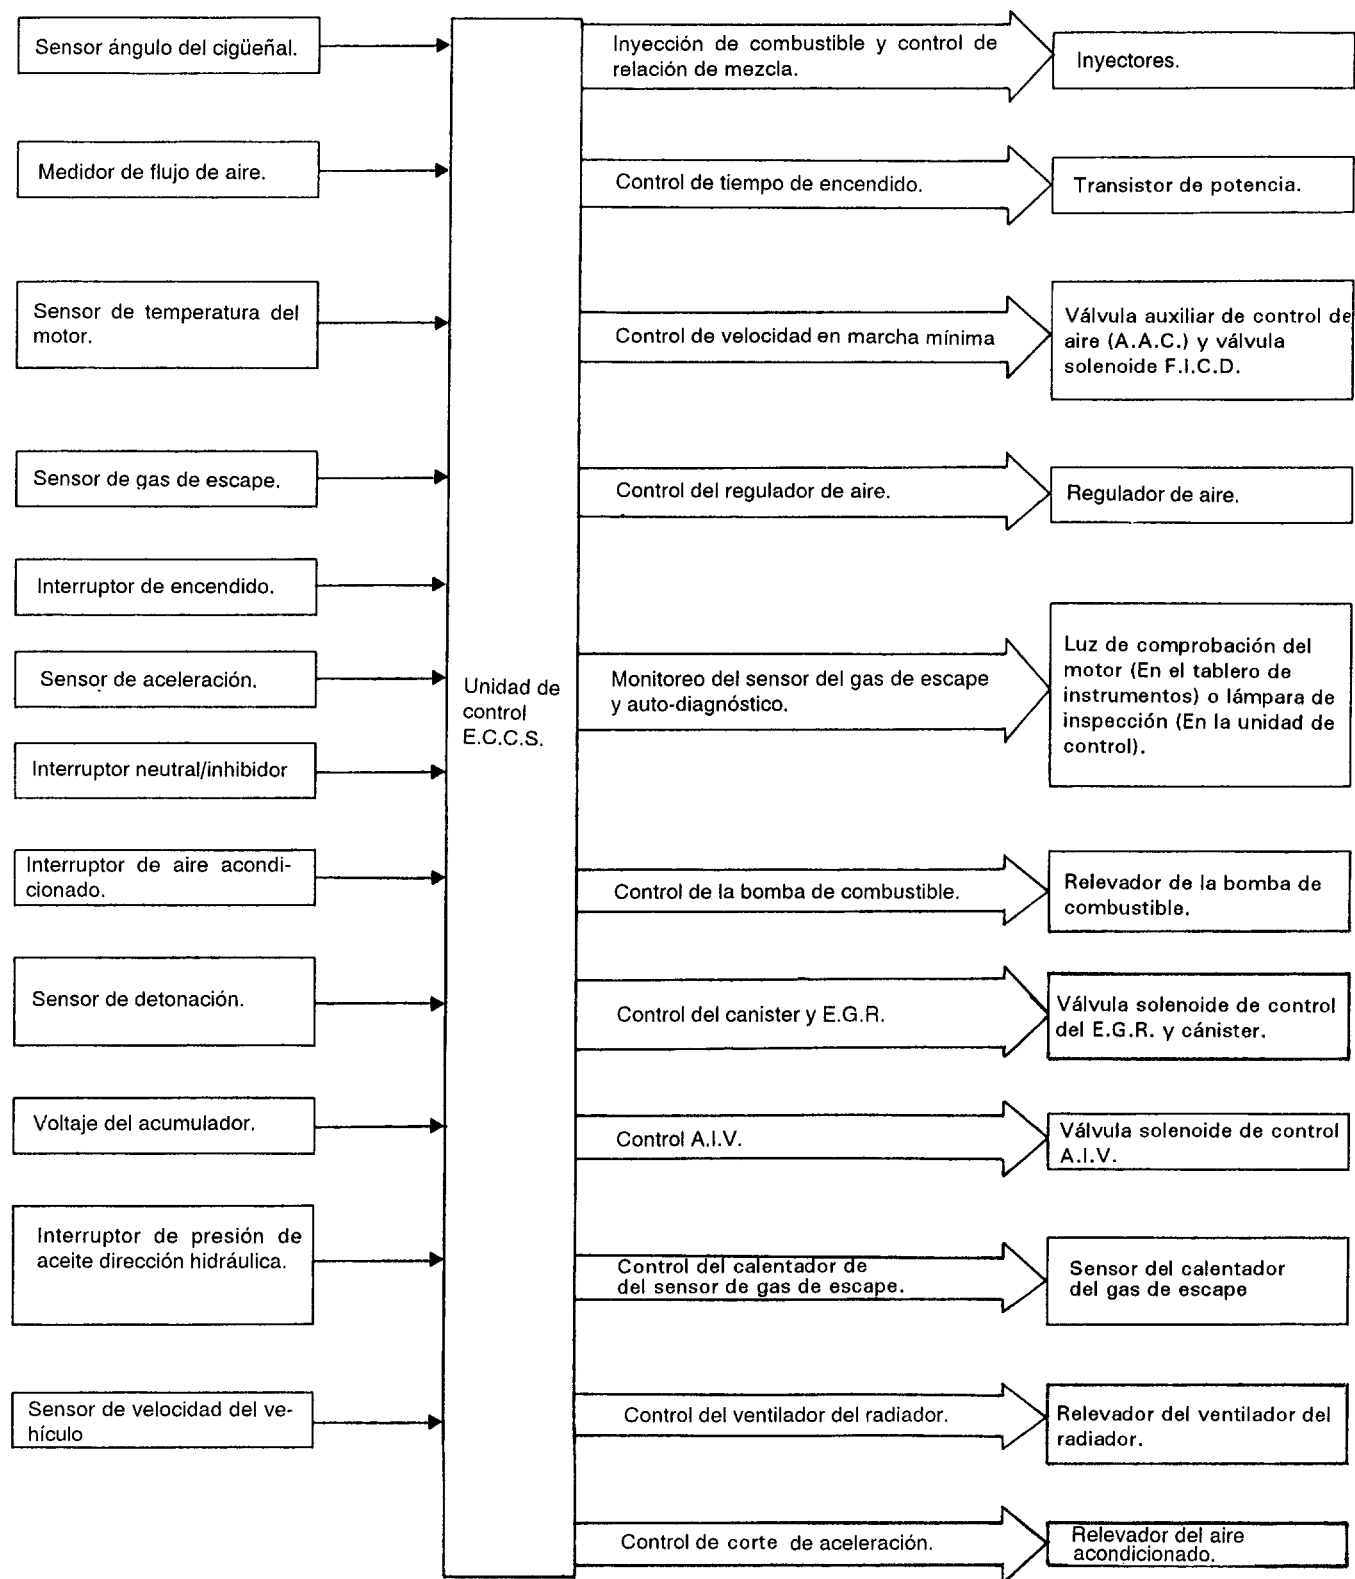 Sensor ángulo del cigüeñal.
Medidor de flujo de aire.
Sensor de temperatura del
motor.
Sensor de gas de escape.
Interruptor de encendido.
Sensor de aceleración.
Interruptor neutral/inhibidor
Interruptor de aire acondi-
cionado.
Sensor de detonación.
Voltaje del acumulador.
Interruptor de presión de
aceite dirección hidráulica.
Sensor de velocidad del ve-
hículo
Unidad de
control
E.C.C.S.
Inyección de combustible y control de
relación de mezcla.
Inyectores.
Control de tiempo de encendido.
Transistor de potencia.
Control de velocidad en marcha mínima
Válvula auxiliar de control de
aire (A.A.C.) y válvula
solenoide F.I.C.D.
Control del regulador de aire.
Regulador de aire.
Monitoreo del sensor del gas de escape
y auto-diagnóstico.
Luz de comprobación del
motor (En el tablero de
instrumentos) o lámpara de
inspección (En la unidad de
control).
Control de la bomba de combustible.
Relevador de la bomba de
combustible.
Control del canister y E.G.R.
Válvula solenoide de control
del E.G.R. y cánister.
Control A.I.V.
Válvula solenoide de control
A.I.V.
Control del calentador de
del sensor de gas de escape.
Sensor del calentador
del gas de escape
Control del ventilador del radiador.
Relevador del ventilador del
radiador.
Control de corte de aceleración.
Relevador del aire
acondicionado.